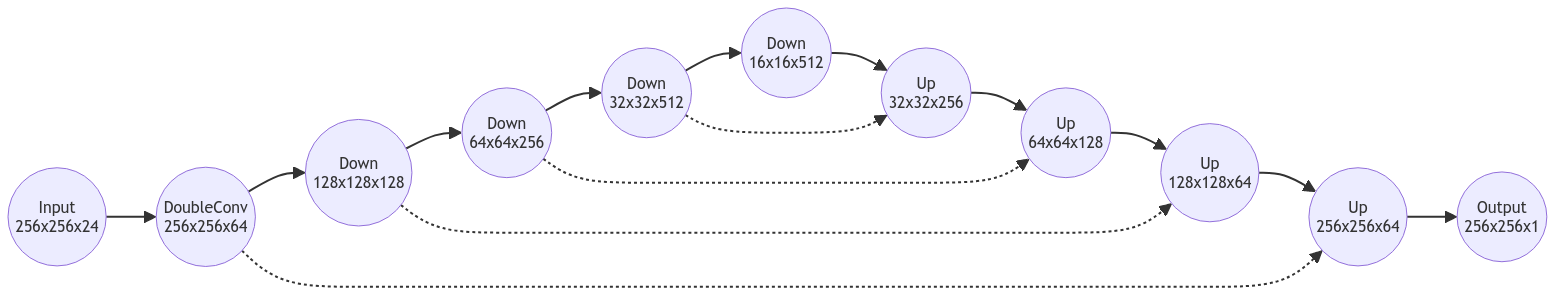 Input
256x256x24
DoubleConv
256x256x64
Down
128x128x128
Down
64x64x256
Down
32x32x512
Down
16x16x512
Up
32x32x256
Up
64x64x128
Up
128x128x64
Up
256x256x64
Output
256x256x1